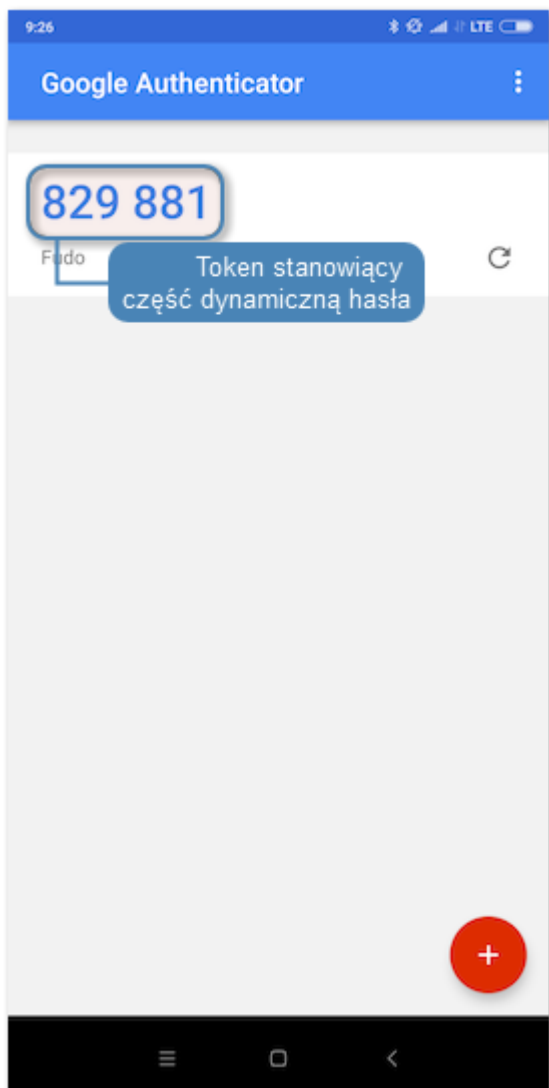 9:26
LTE
Google Authenticator
829 881
Fudo
Token stanowiący
część dynamiczną hasła